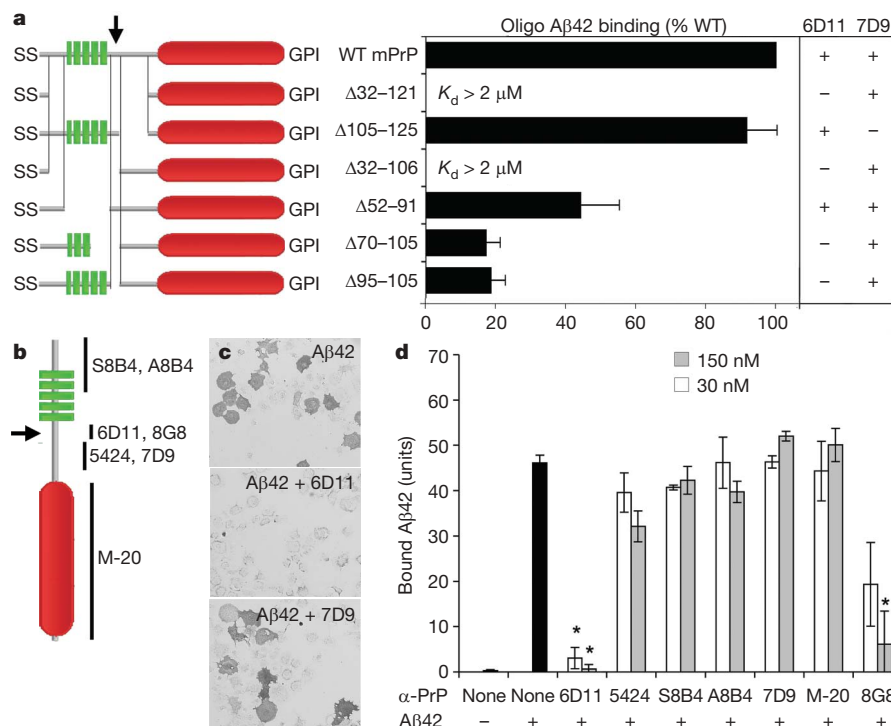 a
Oligo Aβ42 binding (% WT) 6D11 7D9
SS GPI WT mPrP + +
SS GPI Δ32–121 Kd > 2 μM − +
SS GPI Δ105–125 + −
SS GPI Δ32–106 Kd > 2 μM − +
SS GPI Δ52–91 + +
SS GPI Δ70–105 − +
SS GPI Δ95–105 − +
0 20 40 60 80 100
b
S8B4, A8B4
6D11, 8G8
5424, 7D9
M-20
c
Aβ42
Aβ42 + 6D11
Aβ42 + 7D9
d
150 nM
30 nM
Bound Aβ42 (units)
70
60
50
40
30
20
10
0
* * *
α-PrP None None 6D11 5424 S8B4 A8B4 7D9 M-20 8G8
Aβ42 − + + + + + + + +